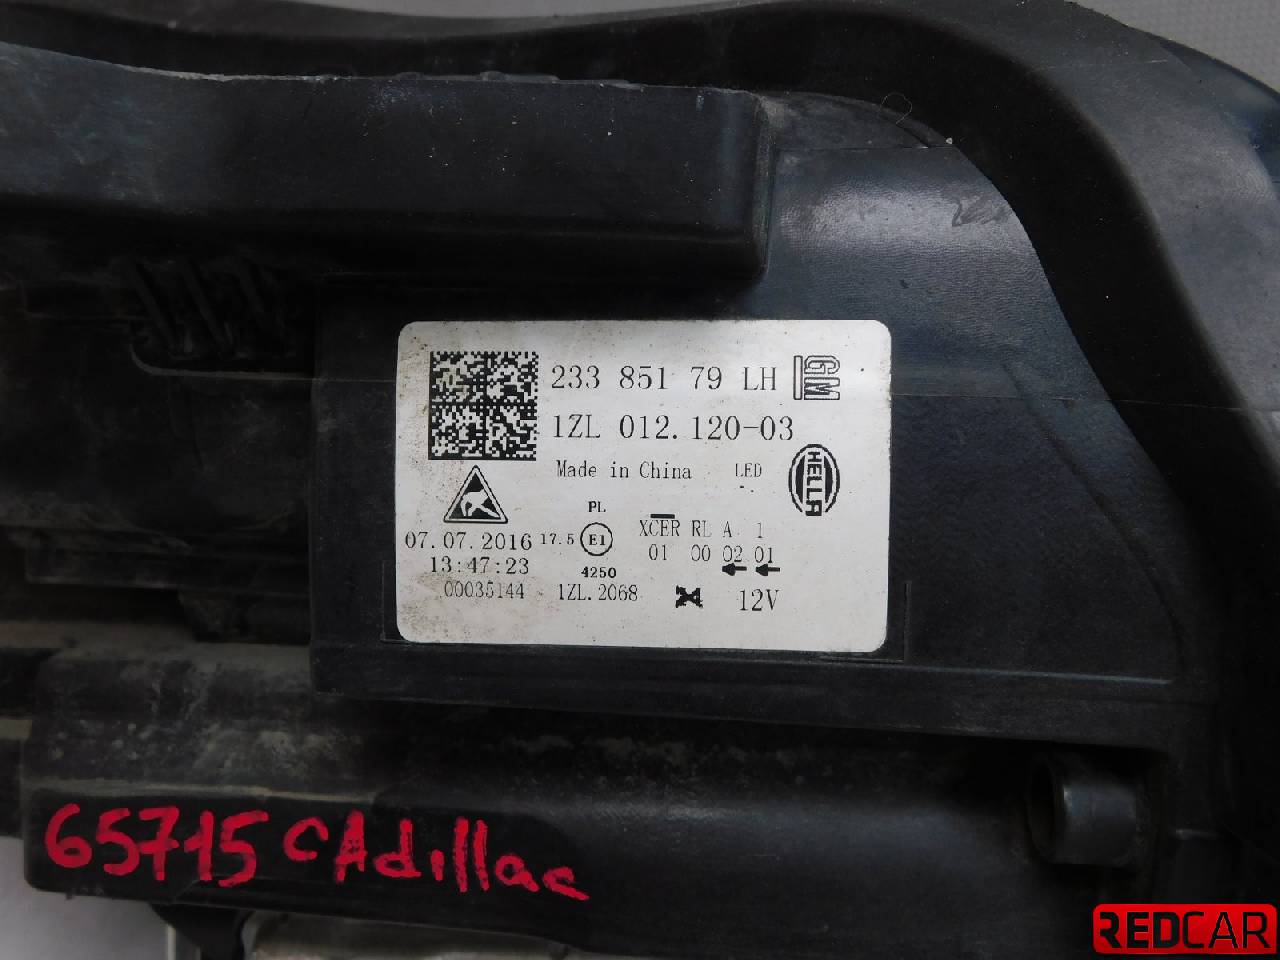 233 851 79 LH GM
1ZL 012.120-03
Made in China LED
HELLA
PL
07.07.2016 17.5 E1 XCER RL A 1
13:47:23 01 00 02 01
4250
00035144 1ZL.2068 12V
65715 CAdillac
REDCAR